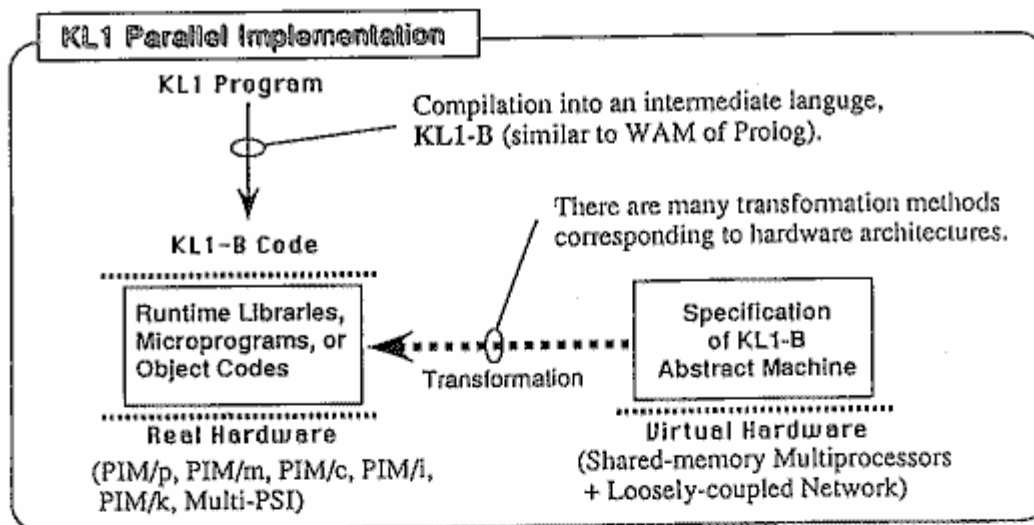 KL1 Parallel Implementation
KL1 Program
Compilation into an intermediate languge,
KL1-B (similar to WAM of Prolog).
There are many transformation methods
corresponding to hardware architectures.
KL1-B Code
Runtime Libraries,
Microprograms, or
Object Codes
Transformation
Specification
of KL1-B
Abstract Machine
Real Hardware
(PIM/p, PIM/m, PIM/c, PIM/i,
PIM/k, Multi-PSI)
Virtual Hardware
(Shared-memory Multiprocessors
+ Loosely-coupled Network)